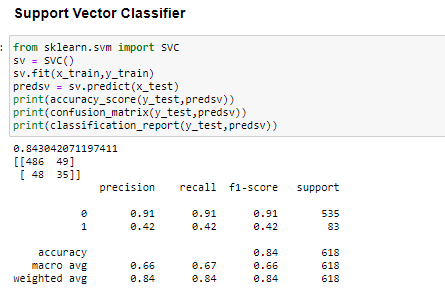 Support Vector Classifier
: from sklearn.svm import SVC
sv = SVC()
sv.fit(x_train,y_train)
predsv = sv.predict(x_test)
print(accuracy_score(y_test,predsv))
print(confusion_matrix(y_test,predsv))
print(classification_report(y_test,predsv))
0.843042071197411
[[486 49]
[ 48 35]]
precision recall f1-score support
0 0.91 0.91 0.91 535
1 0.42 0.42 0.42 83
accuracy 0.84 618
macro avg 0.66 0.67 0.66 618
weighted avg 0.84 0.84 0.84 618